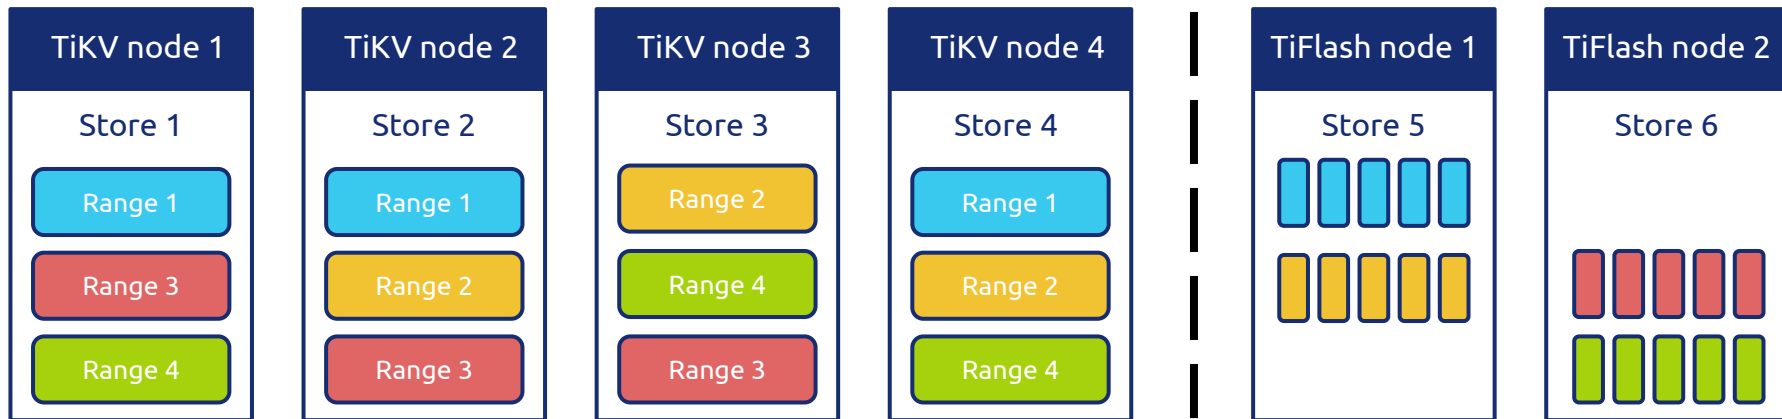 TiKV node 1
Store 1
Range 1
Range 3
Range 4
TiKV node 2
Store 2
Range 1
Range 2
Range 3
TiKV node 3
Store 3
Range 2
Range 4
Range 3
TiKV node 4
Store 4
Range 1
Range 2
Range 4
TiFlash node 1
Store 5
TiFlash node 2
Store 6